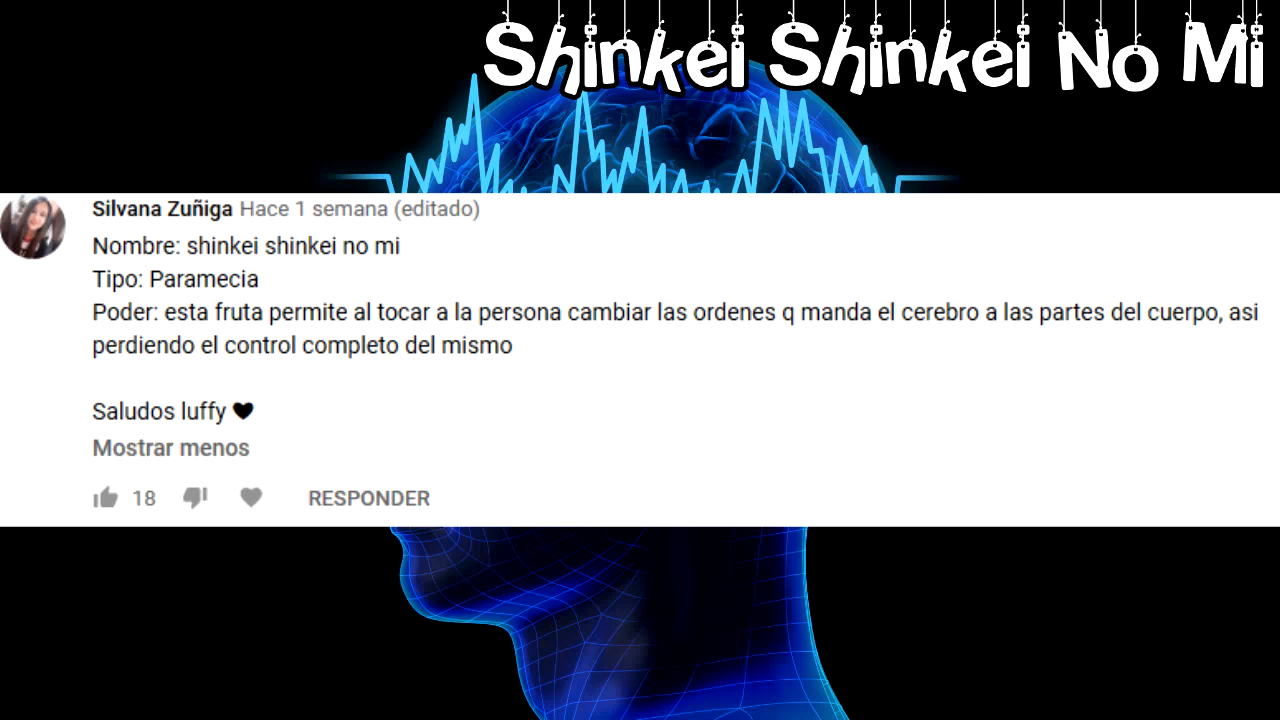 Shinkei Shinkei No Mi
Silvana Zuñiga Hace 1 semana (editado)
Nombre: shinkei shinkei no mi
Tipo: Paramecia
Poder: esta fruta permite al tocar a la persona cambiar las ordenes q manda el cerebro a las partes del cuerpo, asi
perdiendo el control completo del mismo
Saludos luffy 🖤
Mostrar menos
18 RESPONDER